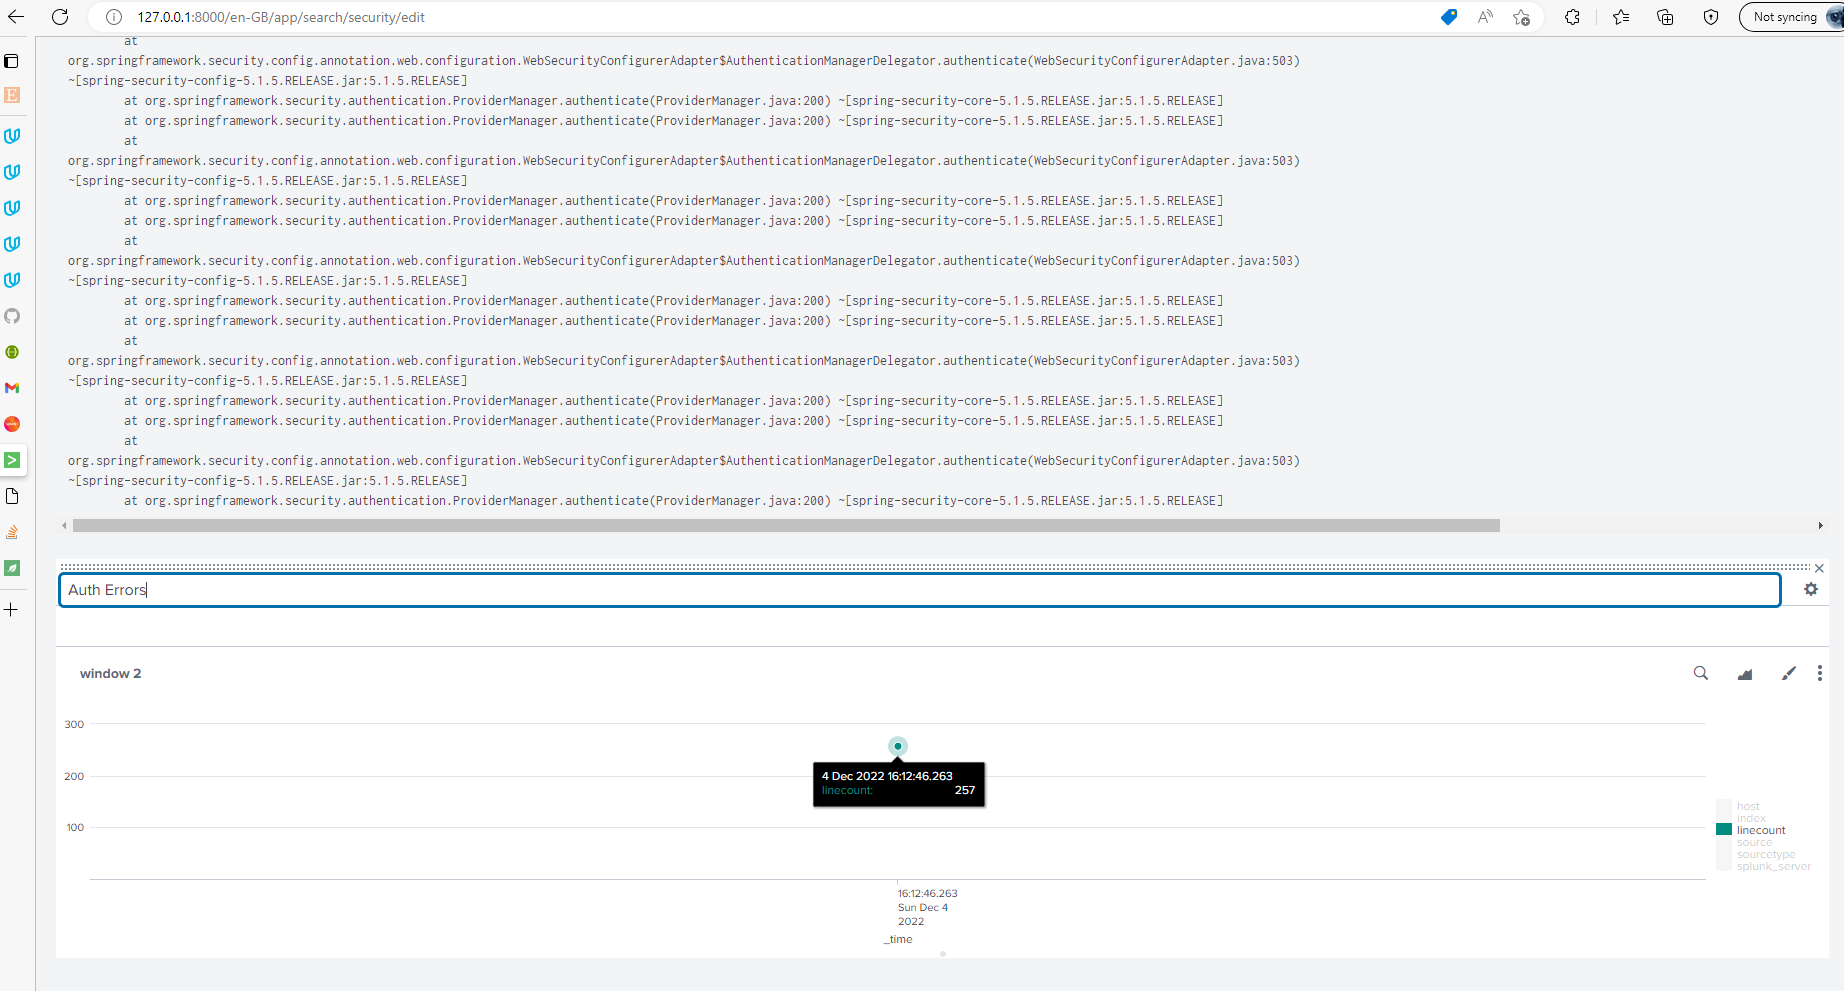 127.0.0.1:8000/en-GB/app/search/security/edit
Not syncing
at
org.springframework.security.config.annotation.web.configuration.WebSecurityConfigurerAdapter$AuthenticationManagerDelegator.authenticate(WebSecurityConfigurerAdapter.java:503)
~[spring-security-config-5.1.5.RELEASE.jar:5.1.5.RELEASE]
at org.springframework.security.authentication.ProviderManager.authenticate(ProviderManager.java:200) ~[spring-security-core-5.1.5.RELEASE.jar:5.1.5.RELEASE]
at org.springframework.security.authentication.ProviderManager.authenticate(ProviderManager.java:200) ~[spring-security-core-5.1.5.RELEASE.jar:5.1.5.RELEASE]
at
org.springframework.security.config.annotation.web.configuration.WebSecurityConfigurerAdapter$AuthenticationManagerDelegator.authenticate(WebSecurityConfigurerAdapter.java:503)
~[spring-security-config-5.1.5.RELEASE.jar:5.1.5.RELEASE]
at org.springframework.security.authentication.ProviderManager.authenticate(ProviderManager.java:200) ~[spring-security-core-5.1.5.RELEASE.jar:5.1.5.RELEASE]
at org.springframework.security.authentication.ProviderManager.authenticate(ProviderManager.java:200) ~[spring-security-core-5.1.5.RELEASE.jar:5.1.5.RELEASE]
at
org.springframework.security.config.annotation.web.configuration.WebSecurityConfigurerAdapter$AuthenticationManagerDelegator.authenticate(WebSecurityConfigurerAdapter.java:503)
~[spring-security-config-5.1.5.RELEASE.jar:5.1.5.RELEASE]
at org.springframework.security.authentication.ProviderManager.authenticate(ProviderManager.java:200) ~[spring-security-core-5.1.5.RELEASE.jar:5.1.5.RELEASE]
at org.springframework.security.authentication.ProviderManager.authenticate(ProviderManager.java:200) ~[spring-security-core-5.1.5.RELEASE.jar:5.1.5.RELEASE]
at
org.springframework.security.config.annotation.web.configuration.WebSecurityConfigurerAdapter$AuthenticationManagerDelegator.authenticate(WebSecurityConfigurerAdapter.java:503)
~[spring-security-config-5.1.5.RELEASE.jar:5.1.5.RELEASE]
at org.springframework.security.authentication.ProviderManager.authenticate(ProviderManager.java:200) ~[spring-security-core-5.1.5.RELEASE.jar:5.1.5.RELEASE]
at org.springframework.security.authentication.ProviderManager.authenticate(ProviderManager.java:200) ~[spring-security-core-5.1.5.RELEASE.jar:5.1.5.RELEASE]
at
org.springframework.security.config.annotation.web.configuration.WebSecurityConfigurerAdapter$AuthenticationManagerDelegator.authenticate(WebSecurityConfigurerAdapter.java:503)
~[spring-security-config-5.1.5.RELEASE.jar:5.1.5.RELEASE]
at org.springframework.security.authentication.ProviderManager.authenticate(ProviderManager.java:200) ~[spring-security-core-5.1.5.RELEASE.jar:5.1.5.RELEASE]
Auth Errors
window 2
300
200
100
4 Dec 2022 16:12:46.263
linecount: 257
host
index
linecount
source
sourcetype
splunk_server
16:12:46.263
Sun Dec 4
2022
_time